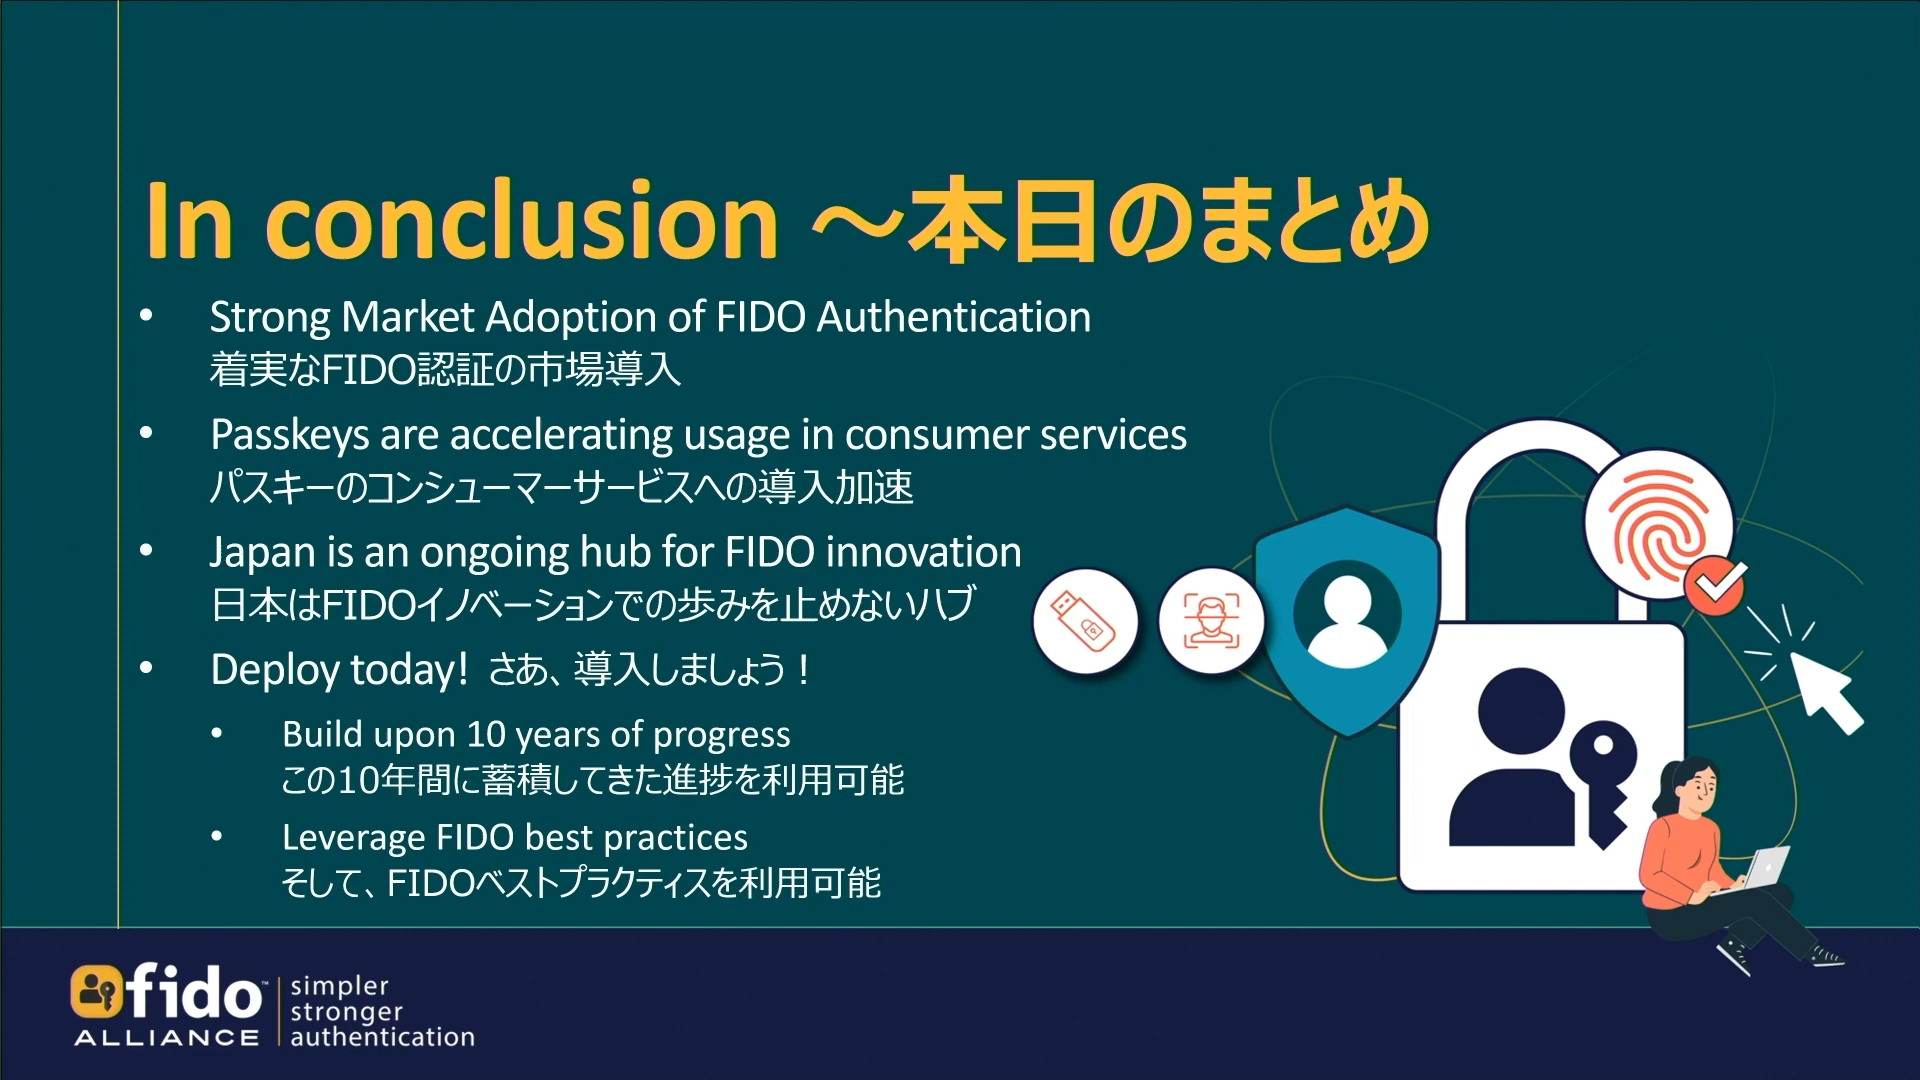 In conclusion ～本日のまとめ
• Strong Market Adoption of FIDO Authentication
着実なFIDO認証の市場導入
• Passkeys are accelerating usage in consumer services
パスキーのコンシューマーサービスへの導入加速
• Japan is an ongoing hub for FIDO innovation
日本はFIDOイノベーションでの歩みを止めないハブ
• Deploy today! さあ、導入しましょう！
• Build upon 10 years of progress
この10年間に蓄積してきた進捗を利用可能
• Leverage FIDO best practices
そして、FIDOベストプラクティスを利用可能
fido™
ALLIANCE
simpler
stronger
authentication